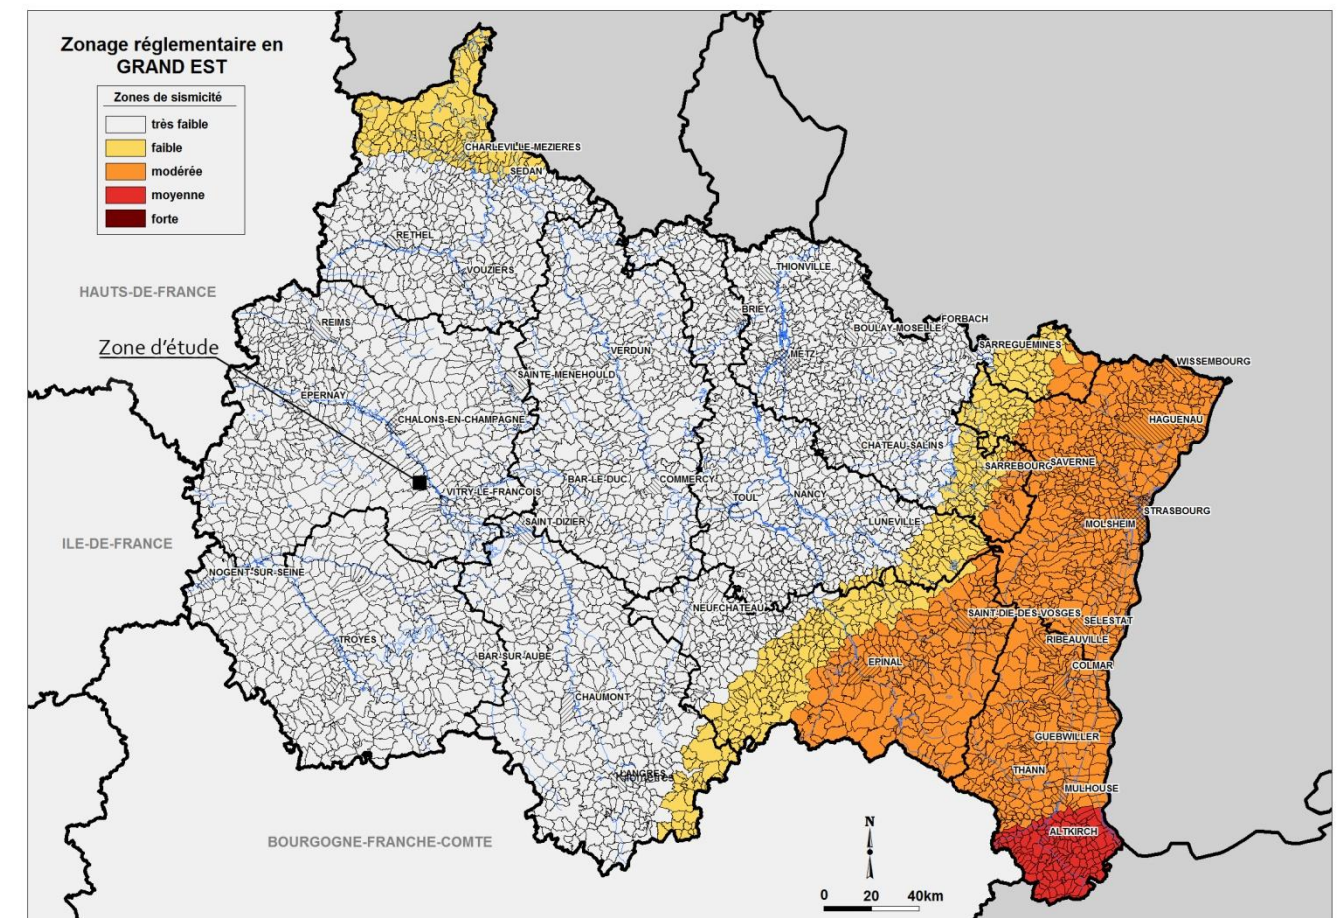 Zonage réglementaire en
GRAND EST
Zones de sismicité
très faible
faible
modérée
moyenne
forte
CHARLEVILLE-MEZIERES
SEDAN
RETHEL
VOUZIERS
HAUTS-DE-FRANCE
THIONVILLE
REIMS
BRIEY
FORBACH
BOULAY-MOSELLE
Zone d'étude
VERDUN
METZ
SARREGUEMINES
WISSEMBOURG
SAINTE-MENEHOULD
EPERNAY
CHALONS-EN-CHAMPAGNE
HAGUENAU
CHATEAU-SALINS
SARREBOURG
SAVERNE
BAR-LE-DUC
COMMERCY
VITRY-LE-FRANCOIS
TOUL
NANCY
STRASBOURG
SAINT-DIZIER
LUNEVILLE
MOLSHEIM
ILE-DE-FRANCE
NOGENT-SUR-SEINE
NEUFCHATEAU
SAINT-DIE-DES-VOSGES
SELESTAT
TROYES
RIBEAUVILLE
BAR-SUR-AUBE
EPINAL
COLMAR
CHAUMONT
GUEBWILLER
LANGRES
Kilomètres
THANN
MULHOUSE
N
ALTKIRCH
BOURGOGNE-FRANCHE-COMTE
0 20 40km